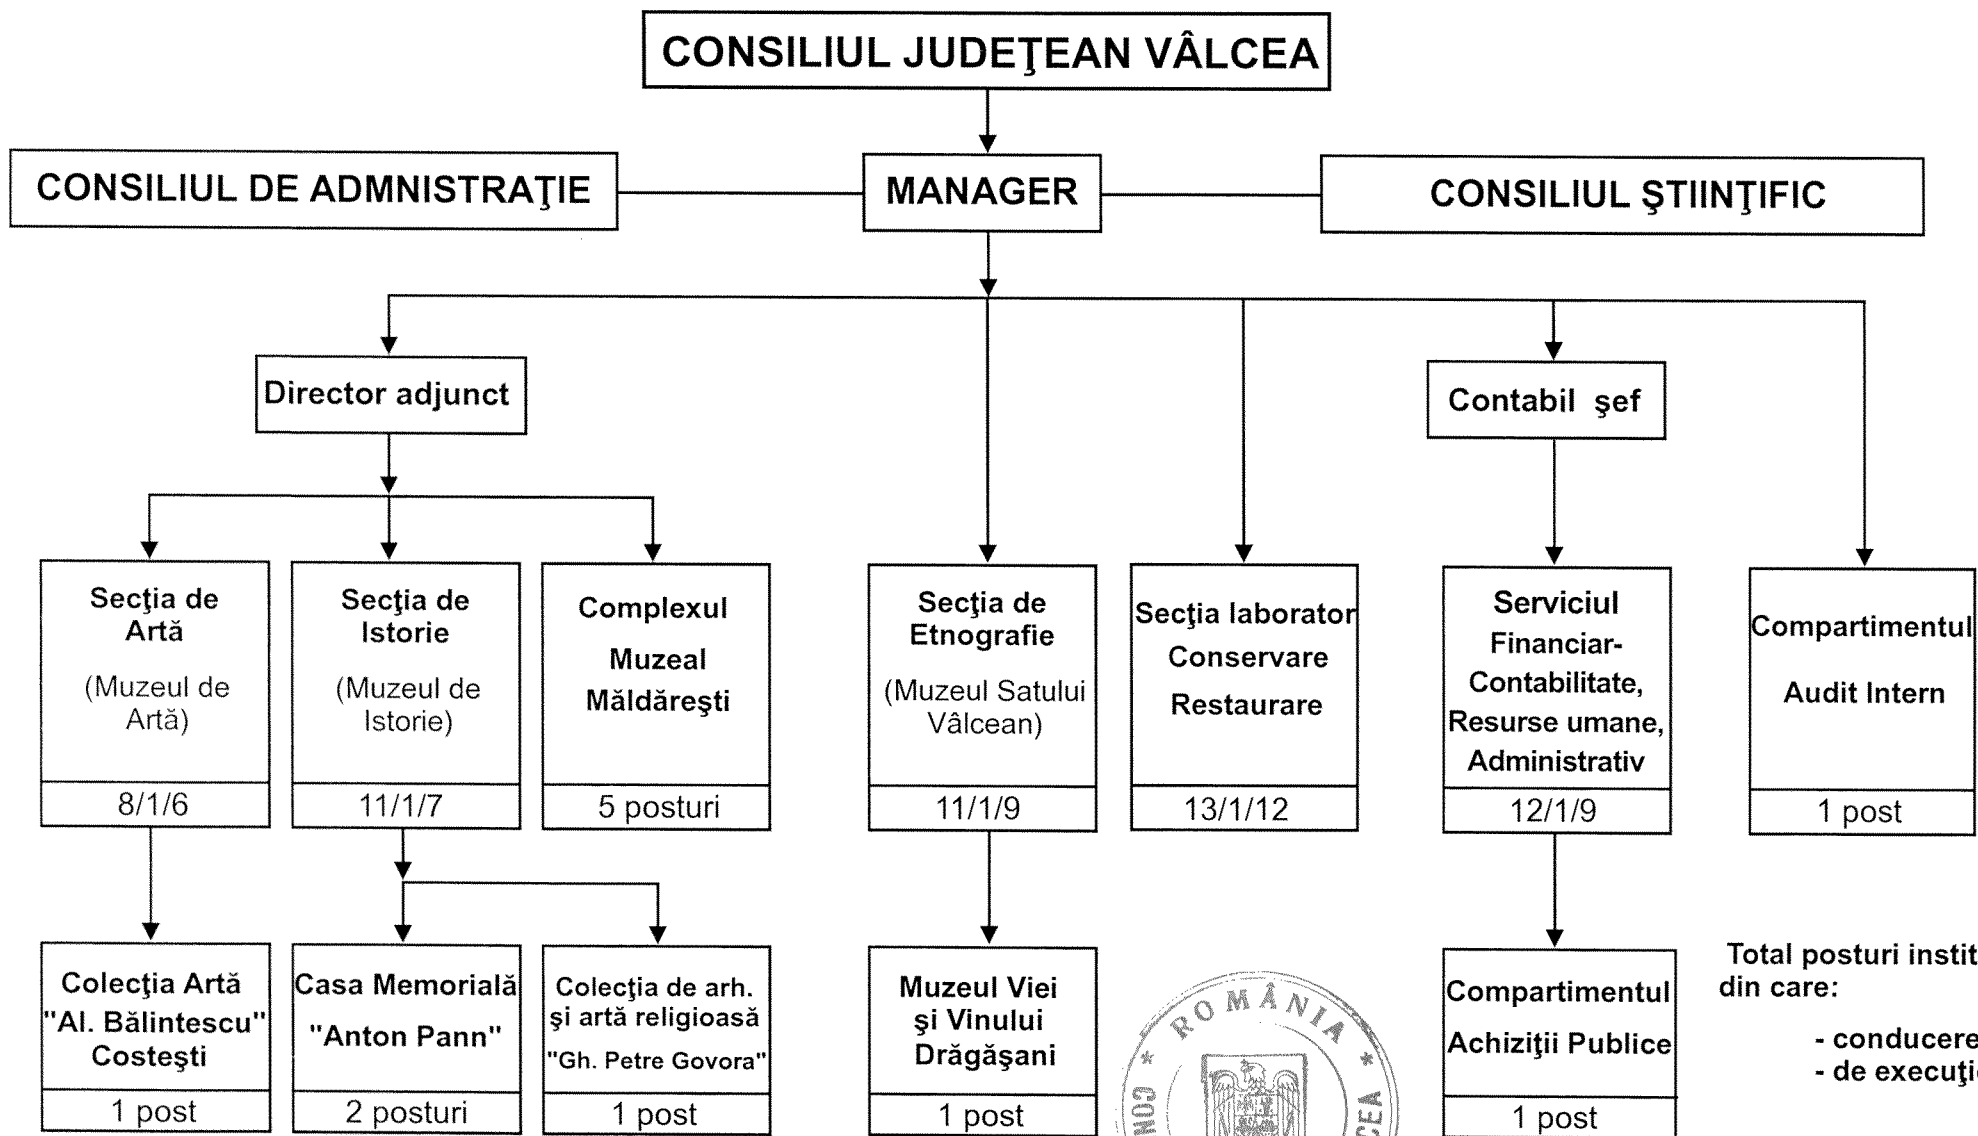 CONSILIUL JUDEŢEAN VÂLCEA
CONSILIUL DE ADMNISTRAŢIE
MANAGER
CONSILIUL ŞTIINŢIFIC
Director adjunct
Contabil şef
Secţia de
Artă
(Muzeul de
Artă)
8/1/6
Secţia de
Istorie
(Muzeul de
Istorie)
11/1/7
Complexul
Muzeal
Măldăreşti
5 posturi
Secţia de
Etnografie
(Muzeul Satului
Vâlcean)
11/1/9
Secţia laborator
Conservare
Restaurare
13/1/12
Serviciul
Financiar-
Contabilitate,
Resurse umane,
Administrativ
12/1/9
Compartimentul
Audit Intern
1 post
Colecţia Artă
"Al. Bălintescu"
Costeşti
1 post
Casa Memorială
"Anton Pann"
2 posturi
Colecţia de arh.
şi artă religioasă
"Gh. Petre Govora"
1 post
Muzeul Viei
şi Vinului
Drăgăşani
1 post
* ROMÂNIA *
Compartimentul
Achiziţii Publice
1 post
Total posturi instit
din care:
- conducere
- de execuţi